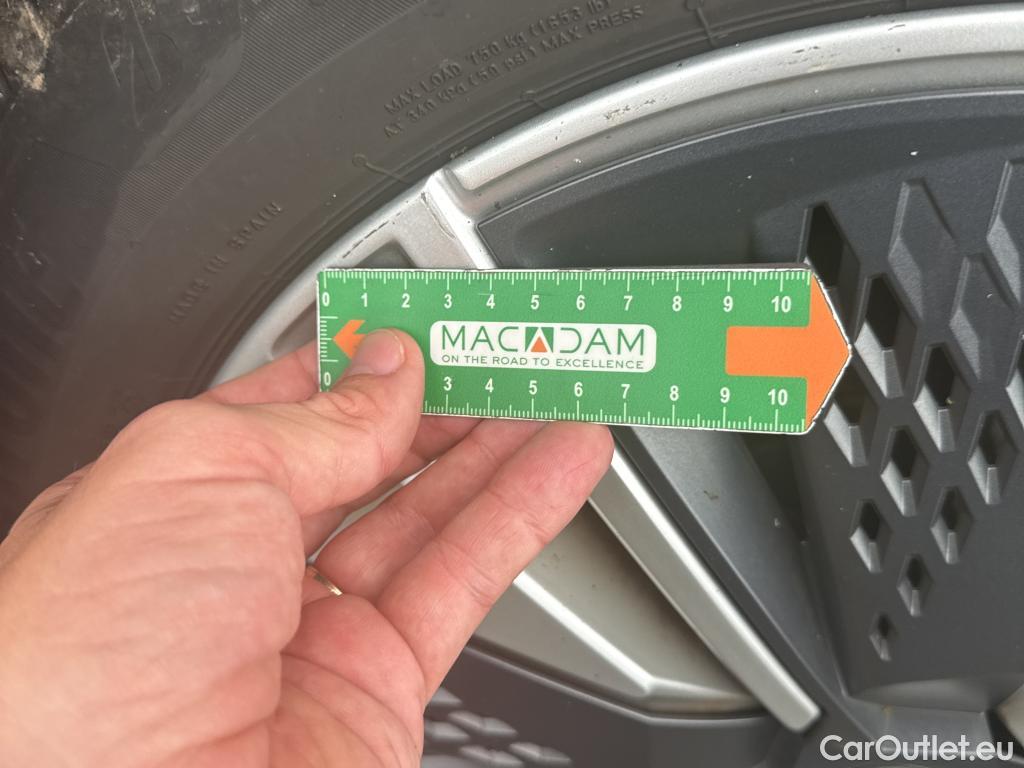 MAX LOAD 750 kg (1653 lb)
AT 340 kPa (50 PSI) MAX PRESS
MADE IN SPAIN
0 1 2 3 4 5 6 7 8 9 10
MACADAM
ON THE ROAD TO EXCELLENCE
0 3 4 5 6 7 8 9 10
CarOutlet.eu